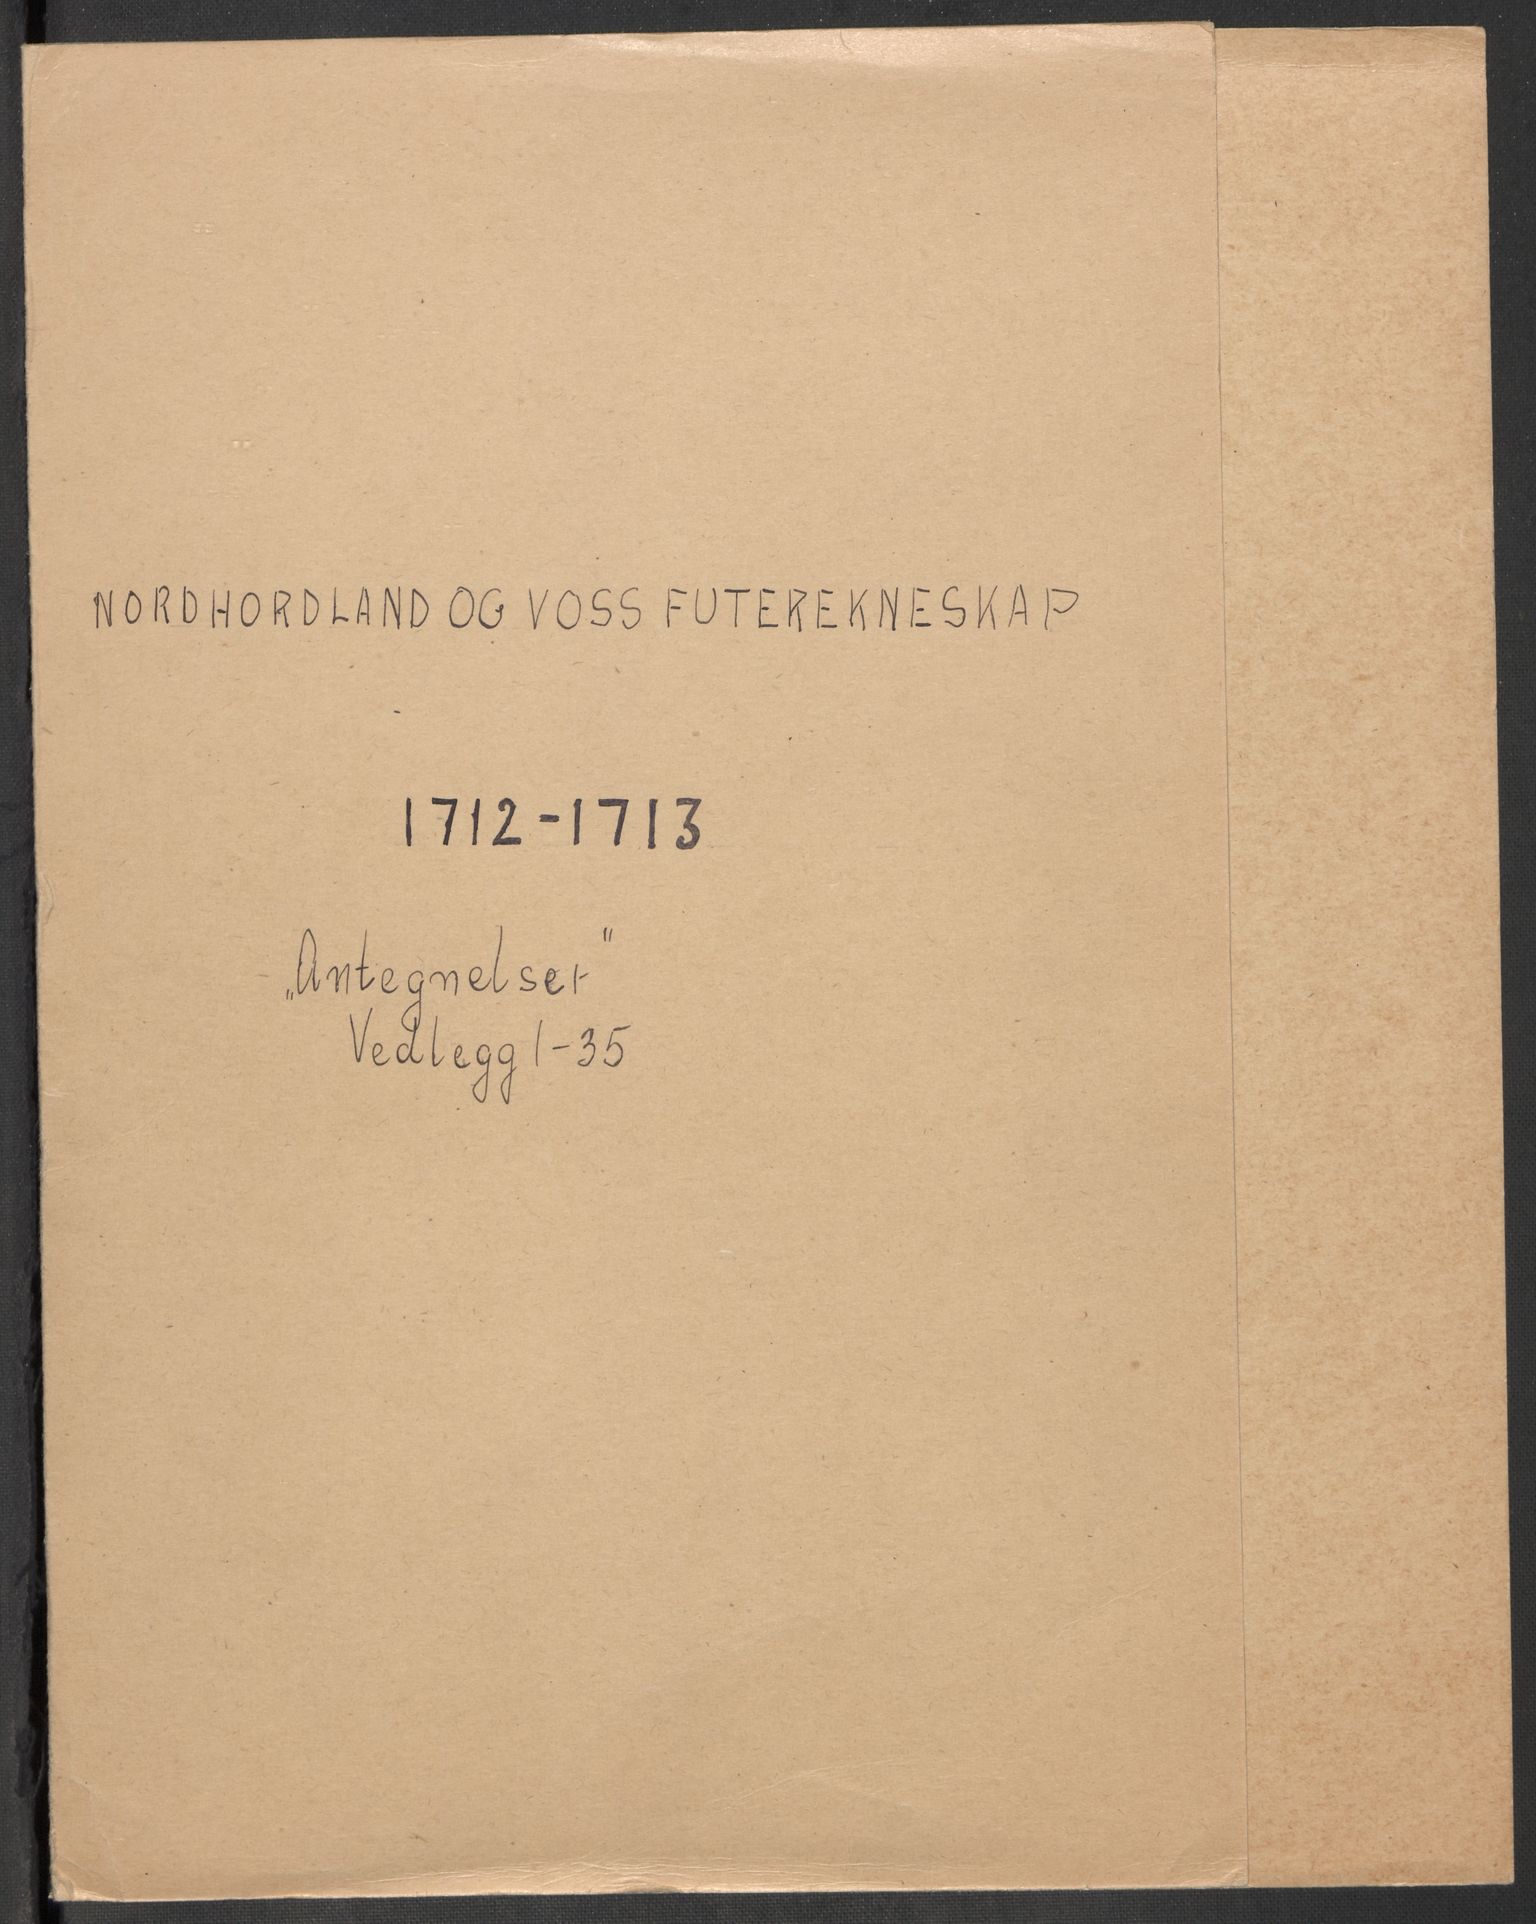 NORDHORDLAND OG VOSS FUTEREKNESKAP
1712-1713
„Antegnelser"
Vedlegg 1-35